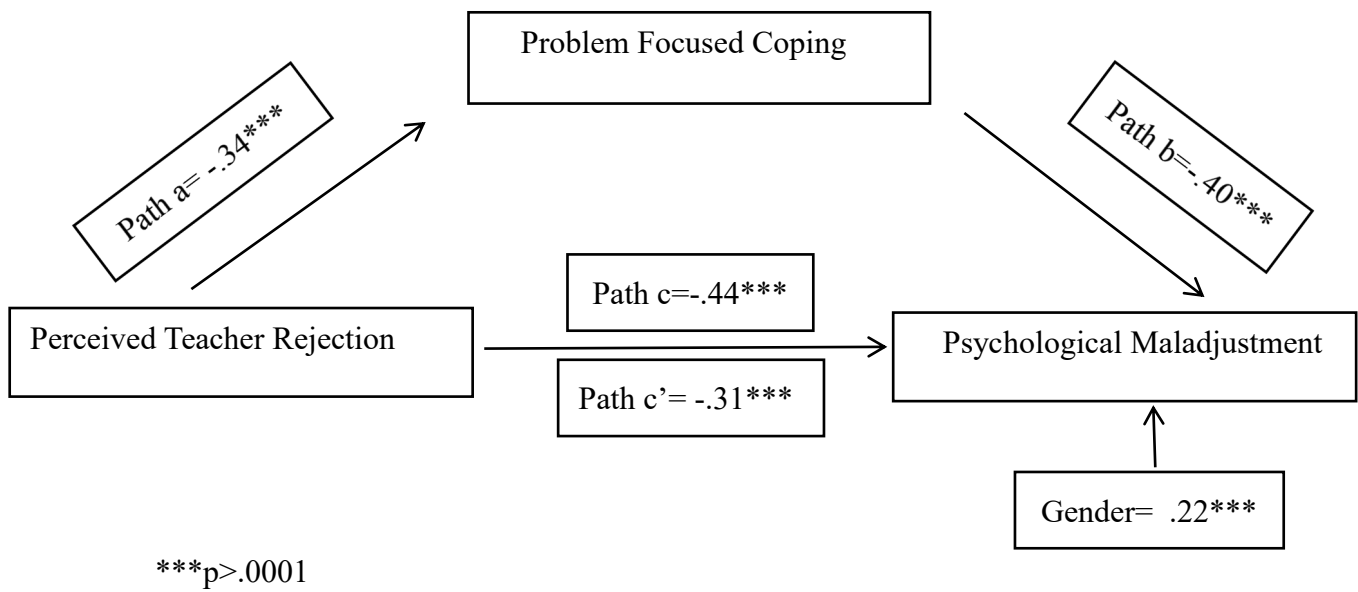 Problem Focused Coping
Path a= -.34***
Path b=-.40***
Path c=-.44***
Perceived Teacher Rejection
Psychological Maladjustment
Path c’= -.31***
Gender= .22***
***p>.0001